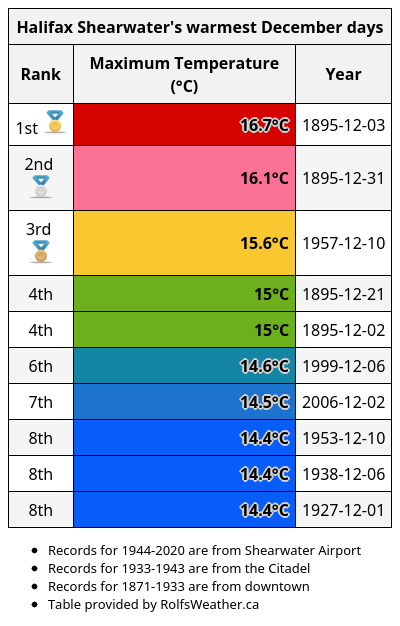 Halifax Shearwater's warmest December days
Rank Maximum Temperature (°C) Year
1st 16.7°C 1895-12-03
2nd 16.1°C 1895-12-31
3rd 15.6°C 1957-12-10
4th 15°C 1895-12-21
4th 15°C 1895-12-02
6th 14.6°C 1999-12-06
7th 14.5°C 2006-12-02
8th 14.4°C 1953-12-10
8th 14.4°C 1938-12-06
8th 14.4°C 1927-12-01
• Records for 1944-2020 are from Shearwater Airport
• Records for 1933-1943 are from the Citadel
• Records for 1871-1933 are from downtown
• Table provided by RolfsWeather.ca